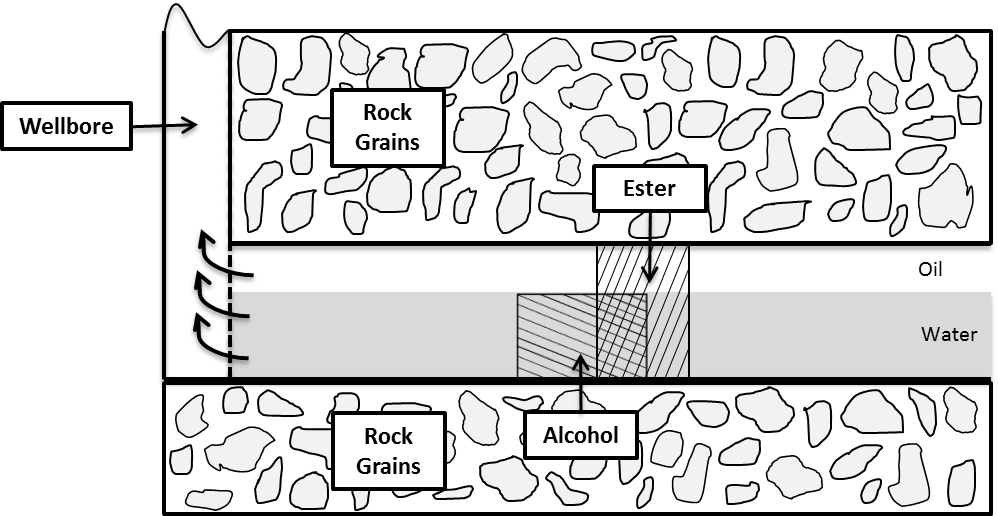 Rock
Grains
Wellbore
Ester
Oil
Water
Rock
Grains
Alcohol